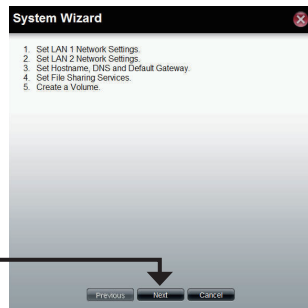 System Wizard
1. Set LAN 1 Network Settings.
2. Set LAN 2 Network Settings.
3. Set Hostname, DNS and Default Gateway.
4. Set File Sharing Services.
5. Create a Volume.
Previous Next Cancel